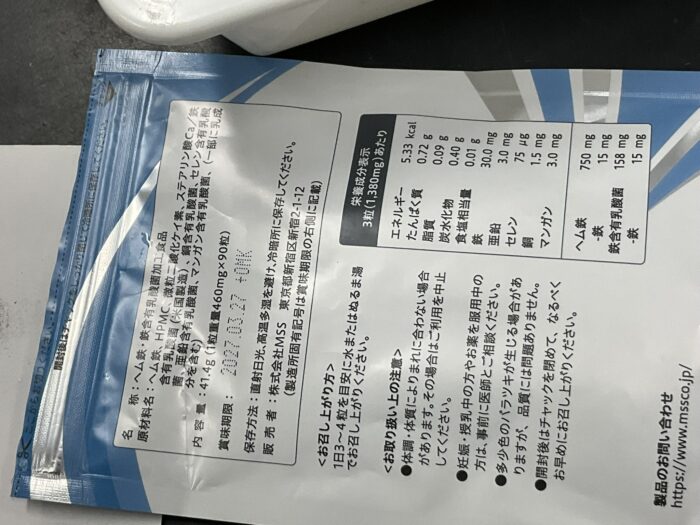 名　　称：ヘム鉄・鉄含有乳酸菌加工食品
原材料名：ヘム鉄、HPMC、微粒二酸化ケイ素、ステアリン酸Ca／鉄
含有乳酸菌(米国製造)、銅含有乳酸菌、セレン含有乳酸
菌、亜鉛含有乳酸菌、マンガン含有乳酸菌、(一部に乳成
分を含む)
内 容 量：41.4g (1粒重量460mg×90粒)
賞味期限： 2027.03.27 +0MK
保存方法：直射日光、高温多湿を避け、冷暗所に保存してください。
販 売 者：株式会社MSS　東京都新宿区新宿2-1-12
(製造所固有記号は賞味期限の右側に記載)
<お召し上がり方>
1日3〜4粒を目安に水またはぬるま湯
でお召し上がりください。
<お取り扱い上の注意>
●体調・体質によりまれに合わない場合
があります。その場合はご利用を中止
してください。
●妊娠・授乳中の方やお薬を服用中の
方は、事前に医師とご相談ください。
●多少色のバラツキが生じる場合があ
りますが、品質には問題ありません。
●開封後はチャックを閉めて、なるべく
お早めにお召し上がりください。
栄養成分表示
3粒(1,380mg)あたり
エネルギー 5.33 kcal
たんぱく質 0.72 g
脂質 0.09 g
炭水化物 0.40 g
食塩相当量 0.01 g
鉄 30.0 mg
亜鉛 3.0 mg
セレン 75 μg
銅 1.5 mg
マンガン 3.0 mg
ヘム鉄 750 mg
-鉄 15 mg
鉄含有乳酸菌 158 mg
-鉄 15 mg
製品のお問い合わせ
https://www.mssco.jp/